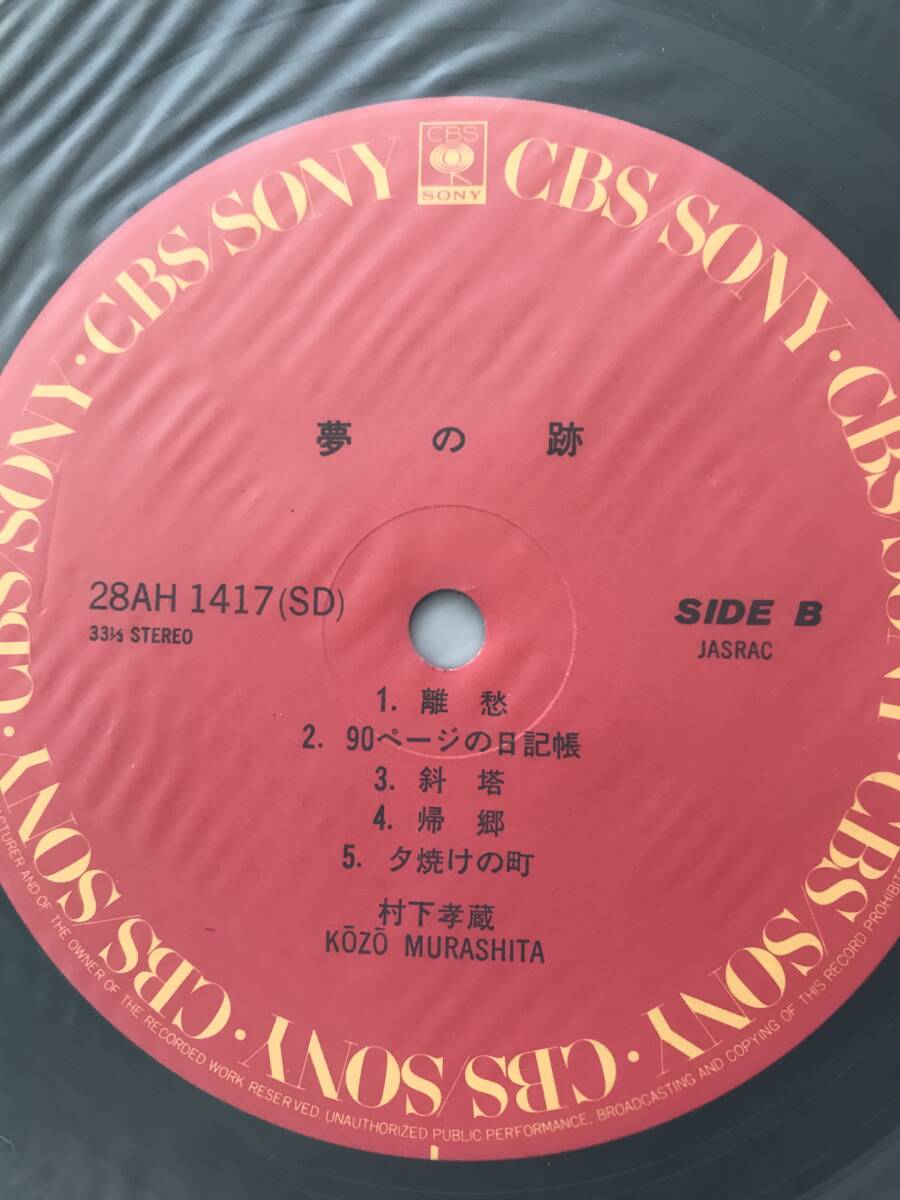 CBS
SONY
CBS/SONY · CBS/SONY · CBS/SONY · CBS/SONY · CBS/SONY · CBS/SONY · CBS/SONY
夢の跡
28AH 1417(SD)
33⅓ STEREO
SIDE B
JASRAC
1. 離愁
2. 90ページの日記帳
3. 斜塔
4. 帰郷
5. 夕焼けの町
村下孝蔵
KŌZŌ MURASHITA
AND OF THE OWNER OF THE RECORDED WORK RESERVED. UNAUTHORIZED PUBLIC PERFORMANCE, BROADCASTING AND COPYING OF THIS RECORD